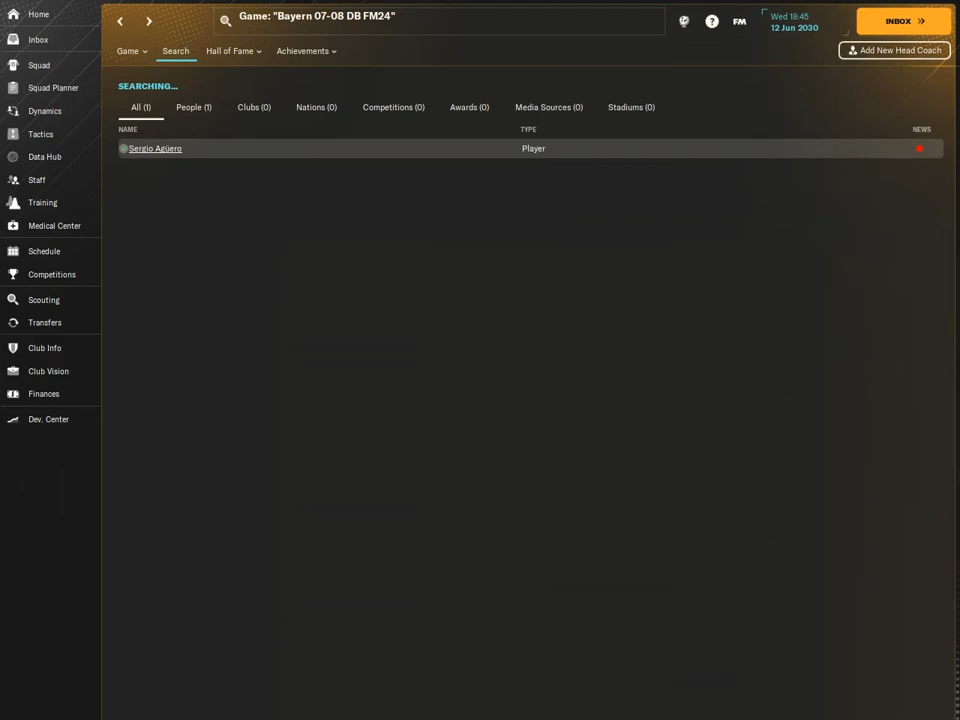 Home
Inbox
Squad
Squad Planner
Dynamics
Tactics
Data Hub
Staff
Training
Medical Center
Schedule
Competitions
Scouting
Transfers
Club Info
Club Vision
Finances
Dev. Center
Game: "Bayern 07-08 DB FM24"
? FM
Wed 18:45
12 Jun 2030
INBOX
Game Search Hall of Fame Achievements
Add New Head Coach
SEARCHING...
All (1) People (1) Clubs (0) Nations (0) Competitions (0) Awards (0) Media Sources (0) Stadiums (0)
NAME TYPE NEWS
Sergio Agüero Player